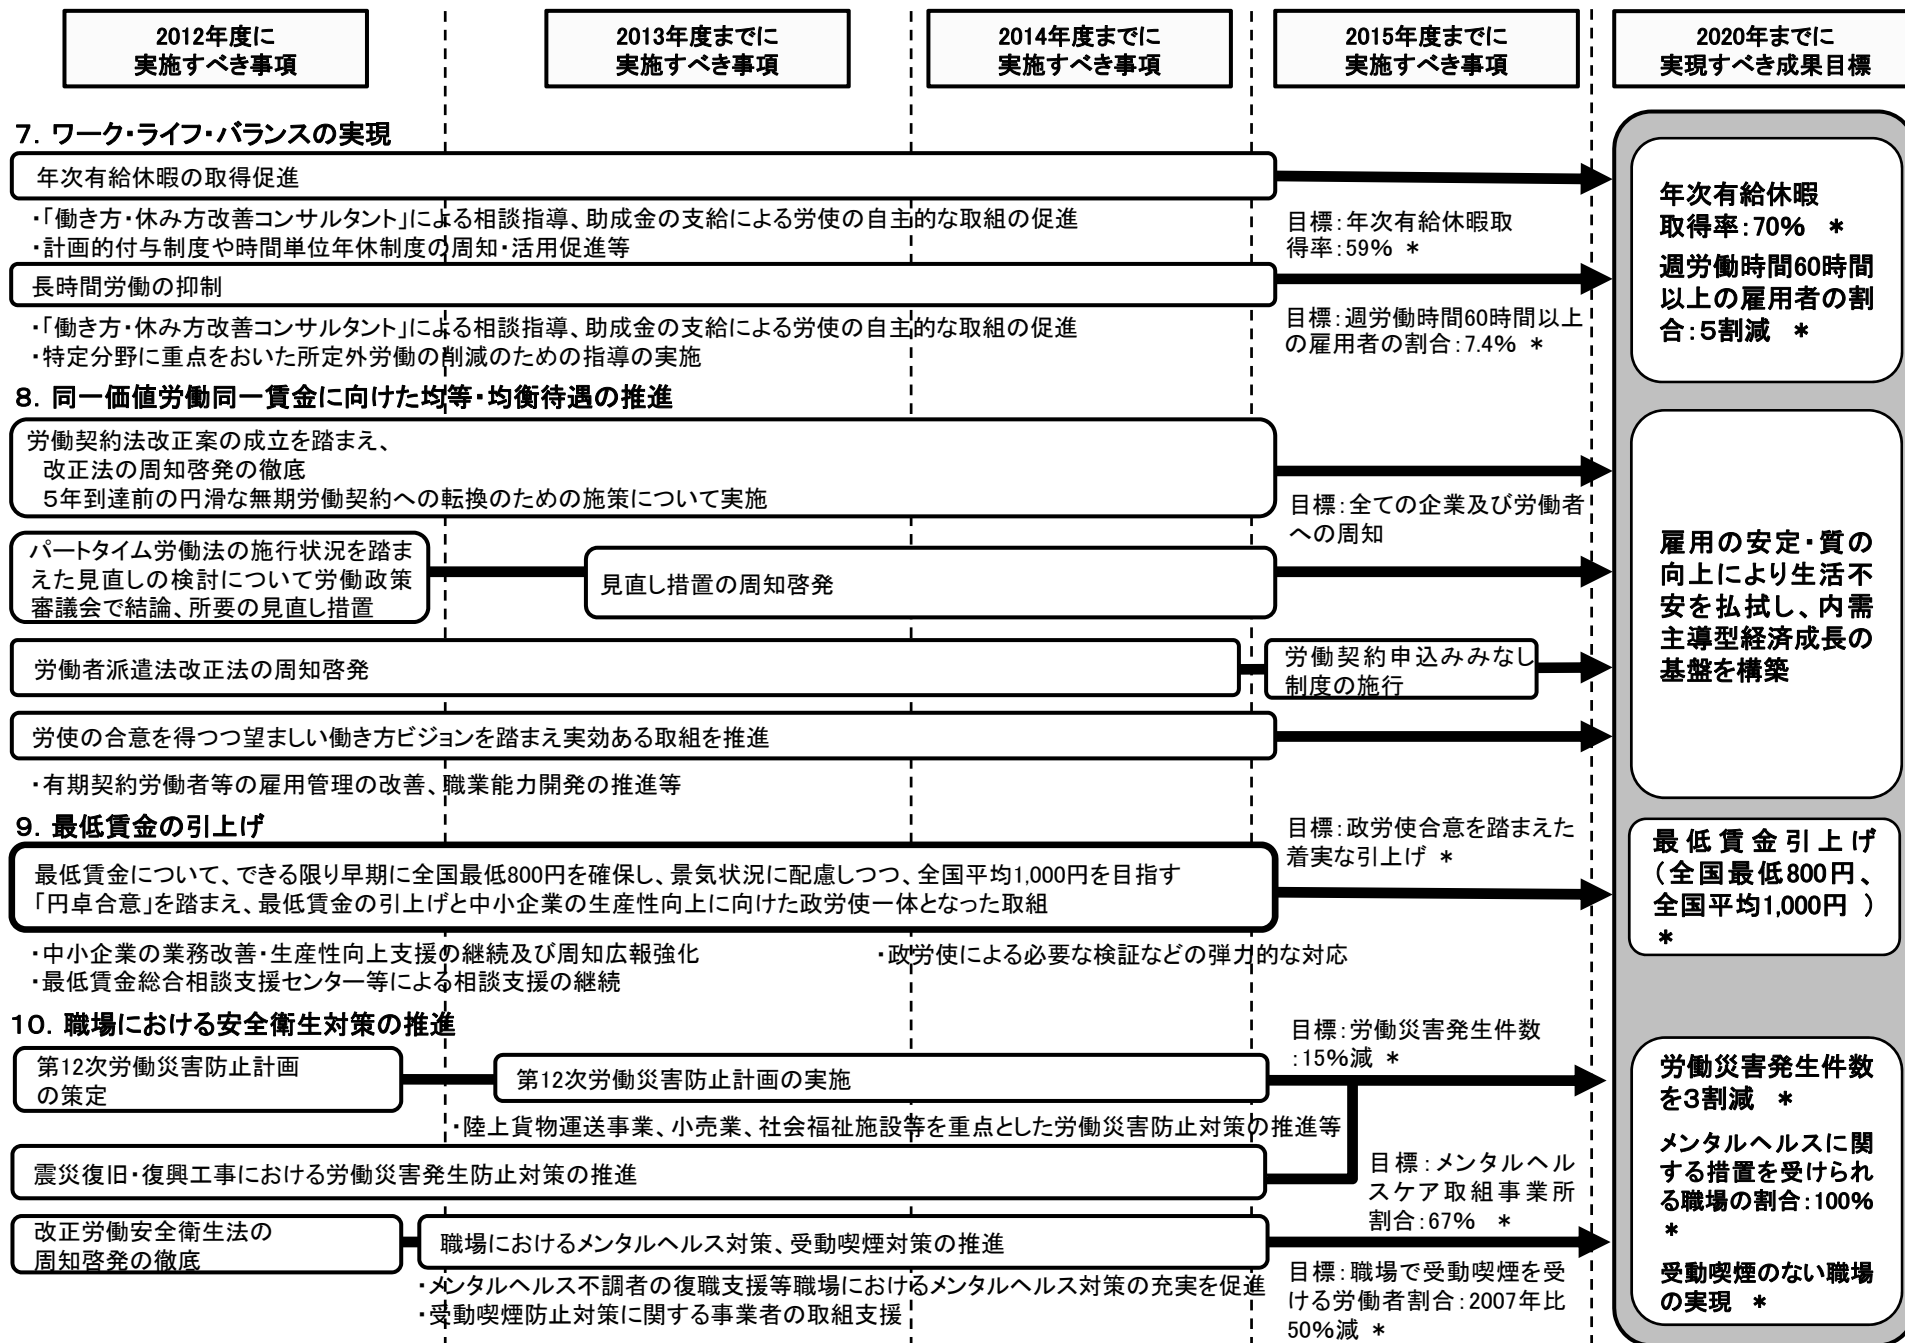 2012年度に
実施すべき事項
2013年度までに
実施すべき事項
2014年度までに
実施すべき事項
2015年度までに
実施すべき事項
2020年までに
実現すべき成果目標
7．ワーク・ライフ・バランスの実現
年次有給休暇の取得促進
・「働き方・休み方改善コンサルタント」による相談指導、助成金の支給による労使の自主的な取組の促進
・計画的付与制度や時間単位年休制度の周知・活用促進等
目標：年次有給休暇取
得率：59% ＊
長時間労働の抑制
・「働き方・休み方改善コンサルタント」による相談指導、助成金の支給による労使の自主的な取組の促進
・特定分野に重点をおいた所定外労働の削減のための指導の実施
目標：週労働時間60時間以上
の雇用者の割合：7.4% ＊
年次有給休暇
取得率：70% ＊
週労働時間60時間
以上の雇用者の割
合：5割減 ＊
8．同一価値労働同一賃金に向けた均等・均衡待遇の推進
労働契約法改正案の成立を踏まえ、
改正法の周知啓発の徹底
5年到達前の円滑な無期労働契約への転換のための施策について実施
目標：全ての企業及び労働者
への周知
パートタイム労働法の施行状況を踏ま
えた見直しの検討について労働政策
審議会で結論、所要の見直し措置
見直し措置の周知啓発
労働者派遣法改正法の周知啓発
労働契約申込みみなし
制度の施行
労使の合意を得つつ望ましい働き方ビジョンを踏まえ実効ある取組を推進
・有期契約労働者等の雇用管理の改善、職業能力開発の推進等
雇用の安定・質の
向上により生活不
安を払拭し、内需
主導型経済成長の
基盤を構築
9．最低賃金の引上げ
最低賃金について、できる限り早期に全国最低800円を確保し、景気状況に配慮しつつ、全国平均1,000円を目指す
「円卓合意」を踏まえ、最低賃金の引上げと中小企業の生産性向上に向けた政労使一体となった取組
目標：政労使合意を踏まえた
着実な引上げ ＊
・中小企業の業務改善・生産性向上支援の継続及び周知広報強化
・最低賃金総合相談支援センター等による相談支援の継続
・政労使による必要な検証などの弾力的な対応
最低賃金引上げ
（全国最低800円、
全国平均1,000円 ）
＊
10．職場における安全衛生対策の推進
第12次労働災害防止計画
の策定
第12次労働災害防止計画の実施
・陸上貨物運送事業、小売業、社会福祉施設等を重点とした労働災害防止対策の推進等
目標：労働災害発生件数
：15%減 ＊
震災復旧・復興工事における労働災害発生防止対策の推進
目標：メンタルヘル
スケア取組事業所
割合：67% ＊
改正労働安全衛生法の
周知啓発の徹底
職場におけるメンタルヘルス対策、受動喫煙対策の推進
・メンタルヘルス不調者の復職支援等職場におけるメンタルヘルス対策の充実を促進
・受動喫煙防止対策に関する事業者の取組支援
目標：職場で受動喫煙を受
ける労働者割合：2007年比
50%減 ＊
労働災害発生件数
を3割減 ＊
メンタルヘルスに関
する措置を受けられ
る職場の割合：100%
＊
受動喫煙のない職場
の実現 ＊